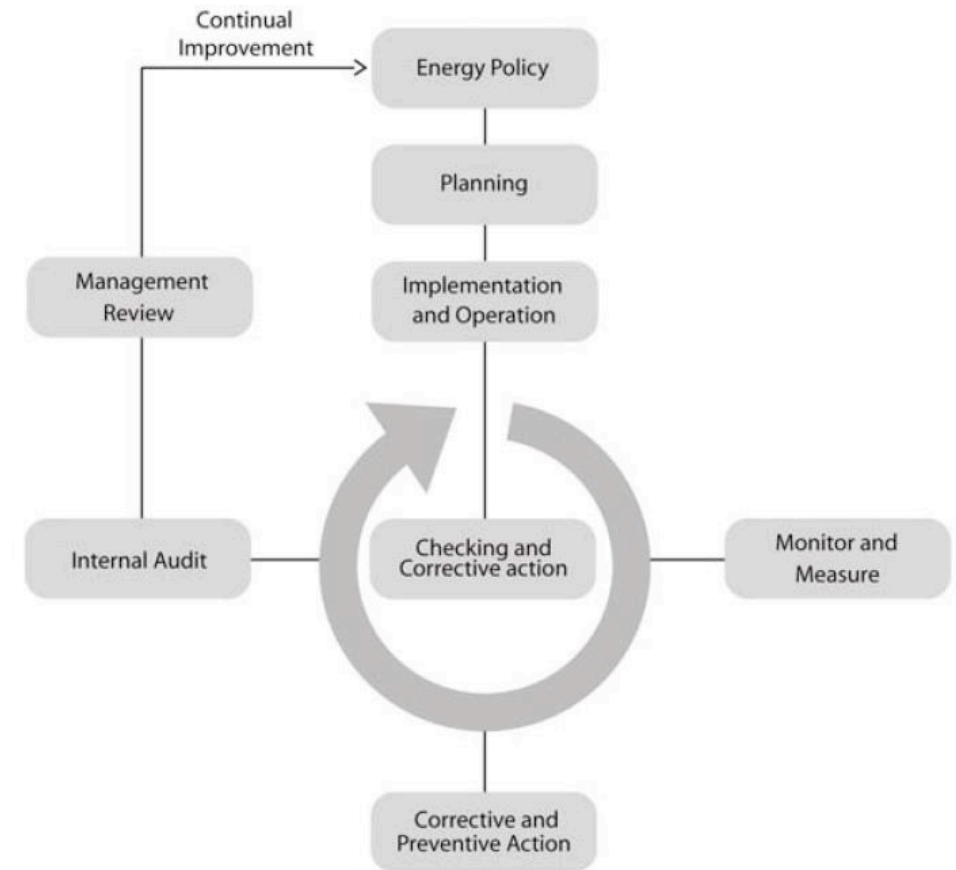 Continual
Improvement
Energy Policy
Planning
Management
Review
Implementation
and Operation
Internal Audit
Checking and
Corrective action
Monitor and
Measure
Corrective and
Preventive Action